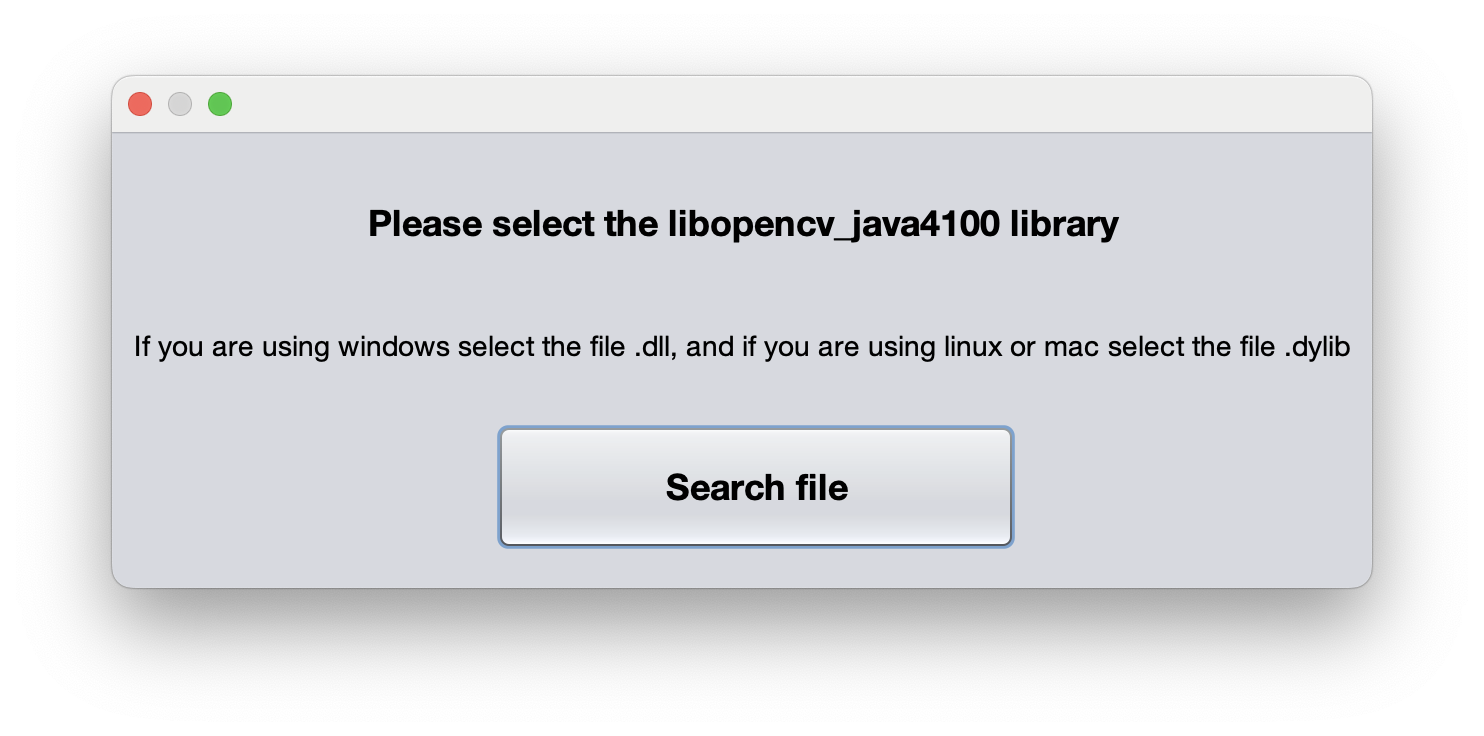 Please select the libopencv_java4100 library
If you are using windows select the file .dll, and if you are using linux or mac select the file .dylib
Search file